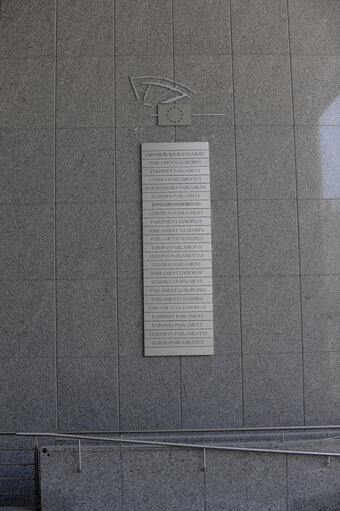 ЕВРОПЕЙСКИ ПАРЛАМЕНТ
PARLAMENTO EUROPEO
EVROPSKÝ PARLAMENT
EUROPA-PARLAMENTET
EUROPÄISCHES PARLAMENT
EUROOPA PARLAMENT
ΕΥΡΩΠΑΪΚΟ ΚΟΙΝΟΒΟΥΛΙΟ
EUROPEAN PARLIAMENT
PARLEMENT EUROPÉEN
PARLAIMINT NA hEORPA
PARLAMENTO EUROPEO
EIROPAS PARLAMENTS
EUROPOS PARLAMENTAS
EURÓPAI PARLAMENT
PARLAMENT EWROPEW
EUROPEES PARLEMENT
PARLAMENT EUROPEJSKI
PARLAMENTO EUROPEU
PARLAMENTUL EUROPEAN
EURÓPSKY PARLAMENT
EVROPSKI PARLAMENT
EUROOPAN PARLAMENTTI
EUROPAPARLAMENTET